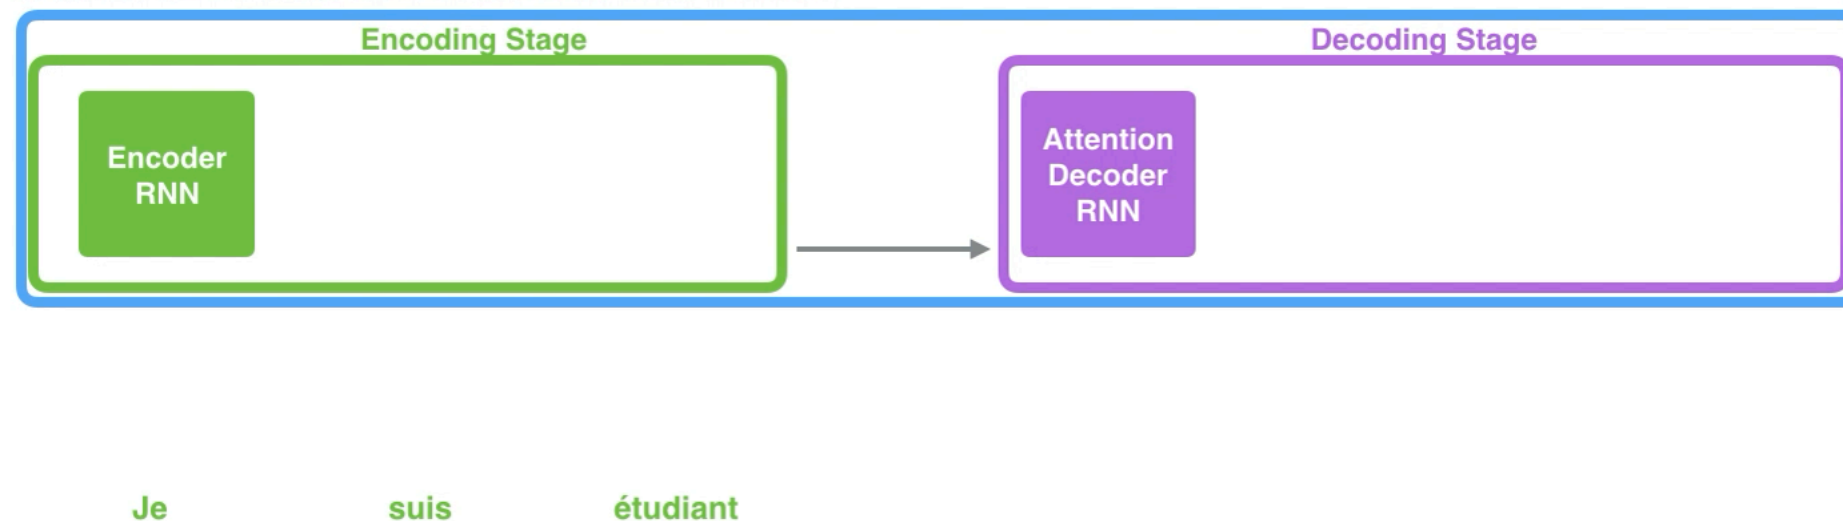 Encoding Stage
Decoding Stage
Encoder
RNN
Attention
Decoder
RNN
Je suis étudiant